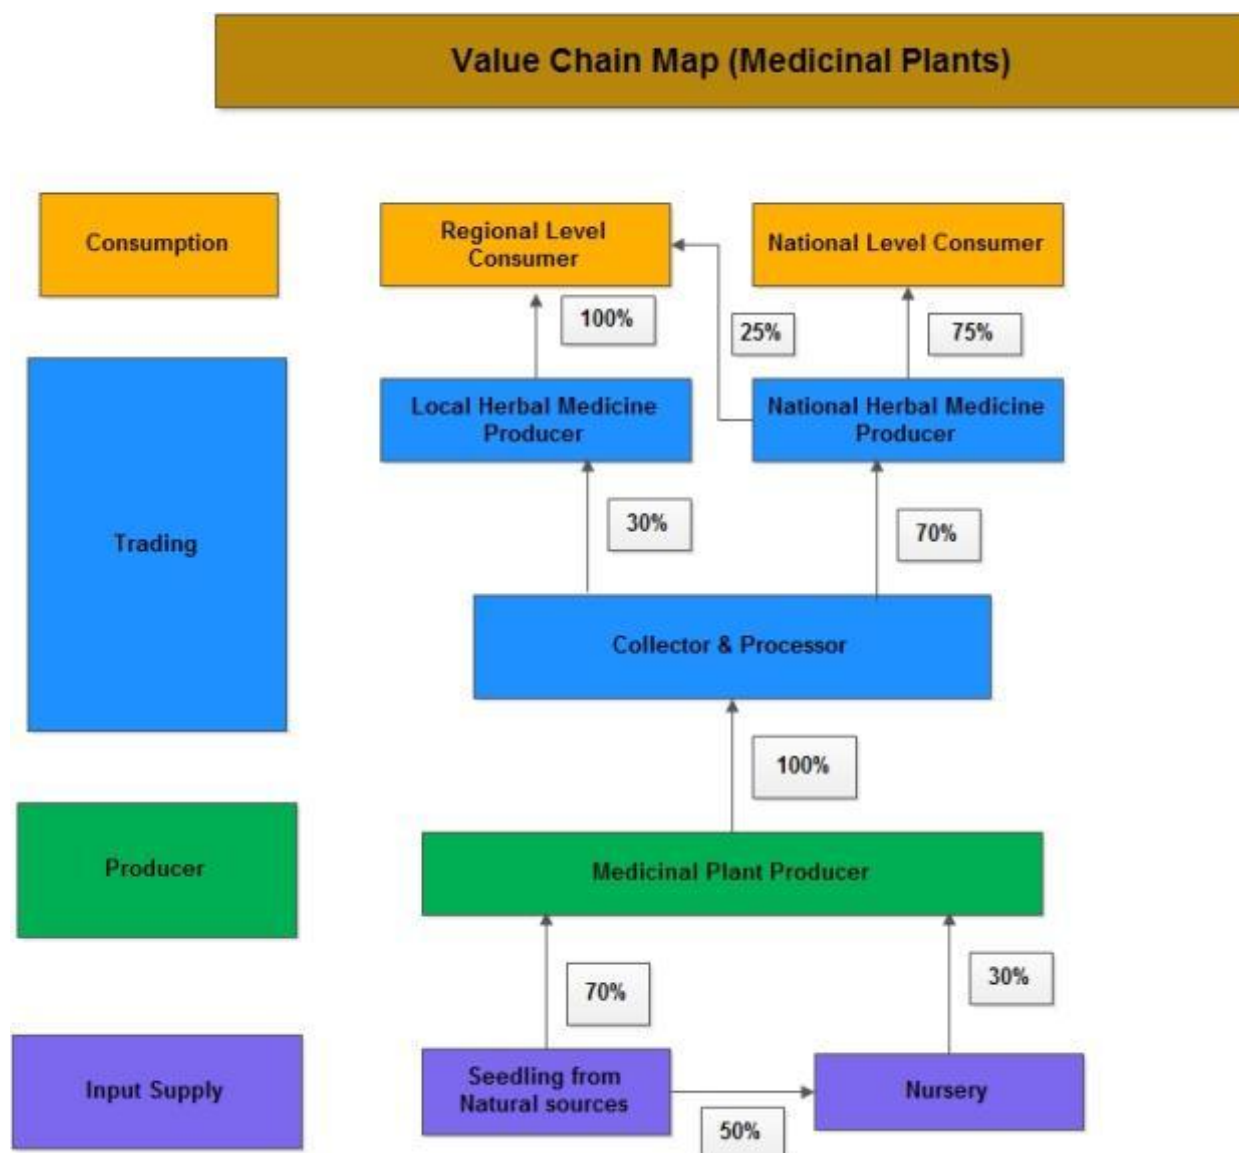 Value Chain Map (Medicinal Plants)
Consumption
Regional Level
Consumer
National Level Consumer
100%
25%
75%
Trading
Local Herbal Medicine
Producer
National Herbal Medicine
Producer
30%
70%
Collector & Processor
100%
Producer
Medicinal Plant Producer
70%
30%
Input Supply
Seedling from
Natural sources
Nursery
50%